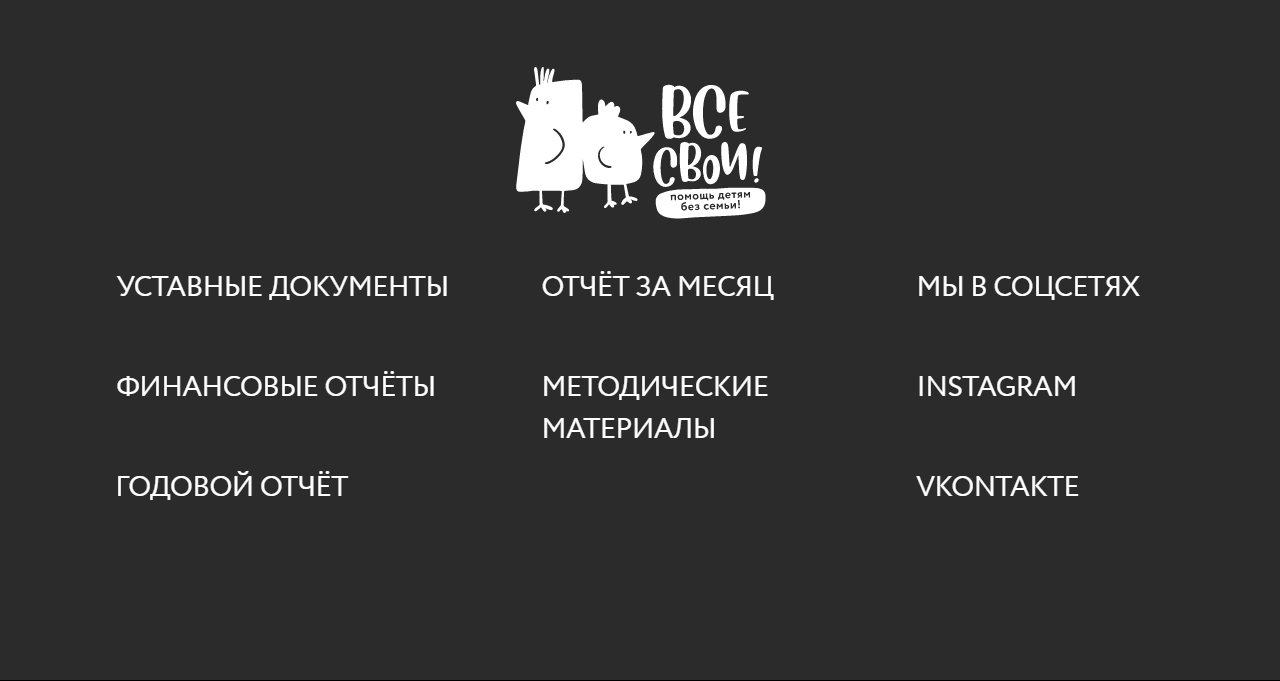 ВСЕ
СВОИ!
помощь детям
без семьи!
УСТАВНЫЕ ДОКУМЕНТЫ
ФИНАНСОВЫЕ ОТЧЁТЫ
ГОДОВОЙ ОТЧЁТ
ОТЧЁТ ЗА МЕСЯЦ
МЕТОДИЧЕСКИЕ
МАТЕРИАЛЫ
МЫ В СОЦСЕТЯХ
INSTAGRAM
VKONTAKTE